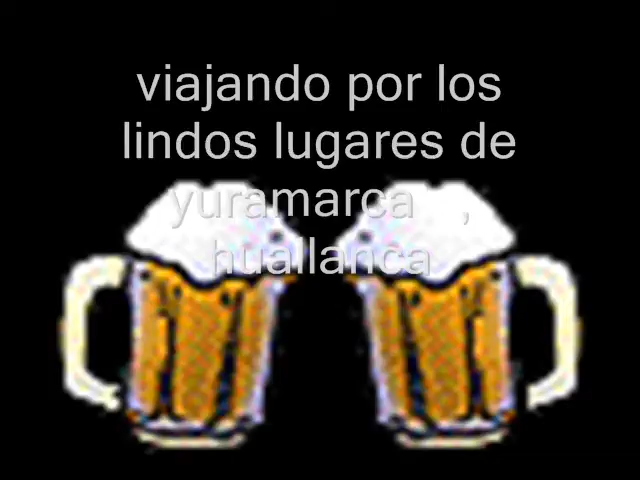 viajando por los
lindos lugares de
yuramarca ,
huallanca